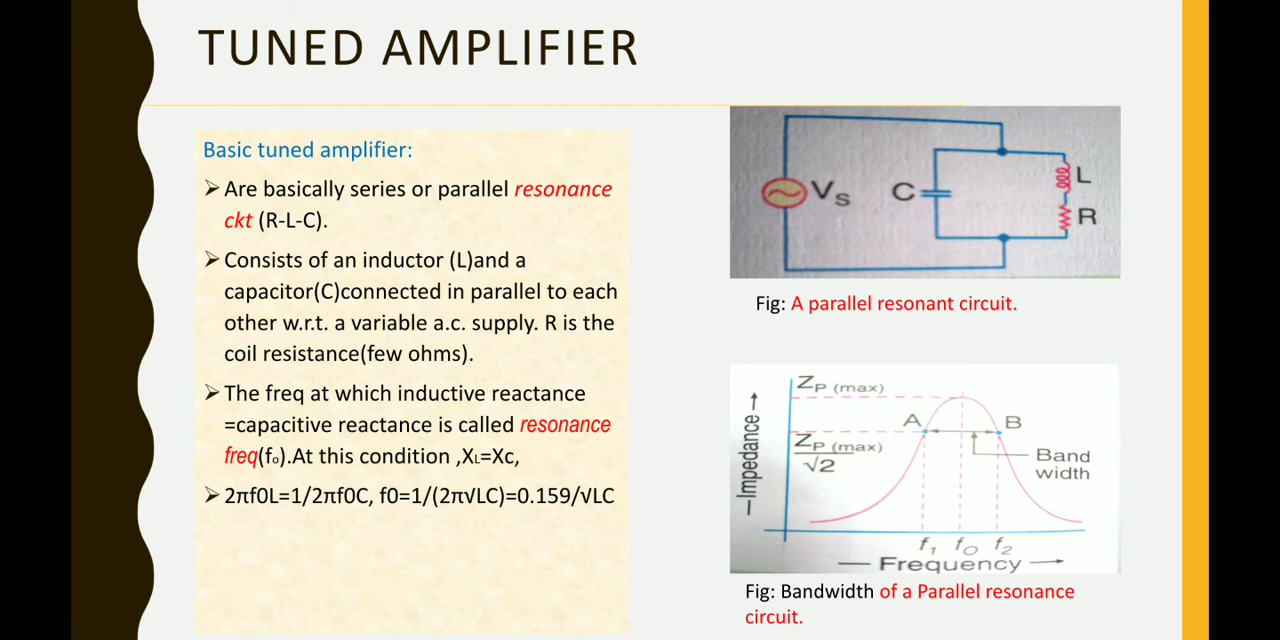 TUNED AMPLIFIER
Basic tuned amplifier:
➢ Are basically series or parallel resonance
ckt (R-L-C).
➢ Consists of an inductor (L)and a
capacitor(C)connected in parallel to each
other w.r.t. a variable a.c. supply. R is the
coil resistance(few ohms).
➢ The freq at which inductive reactance
=capacitive reactance is called resonance
freq(fₒ).At this condition ,XL=Xc,
➢ 2πf0L=1/2πf0C, f0=1/(2π√LC)=0.159/√LC
VS
C
L
R
Fig: A parallel resonant circuit.
ZP (max)
A
B
ZP (max)
√2
Band
width
Impedance
f1 fo f2
Frequency
Fig: Bandwidth of a Parallel resonance
circuit.